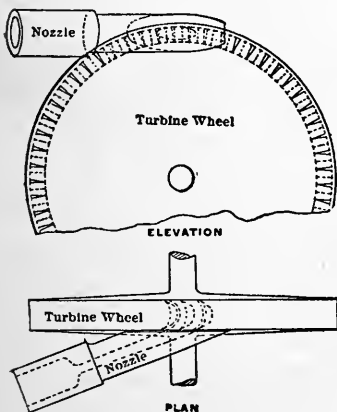 Nozzle
Turbine Wheel
ELEVATION
Turbine Wheel
Nozzle
PLAN